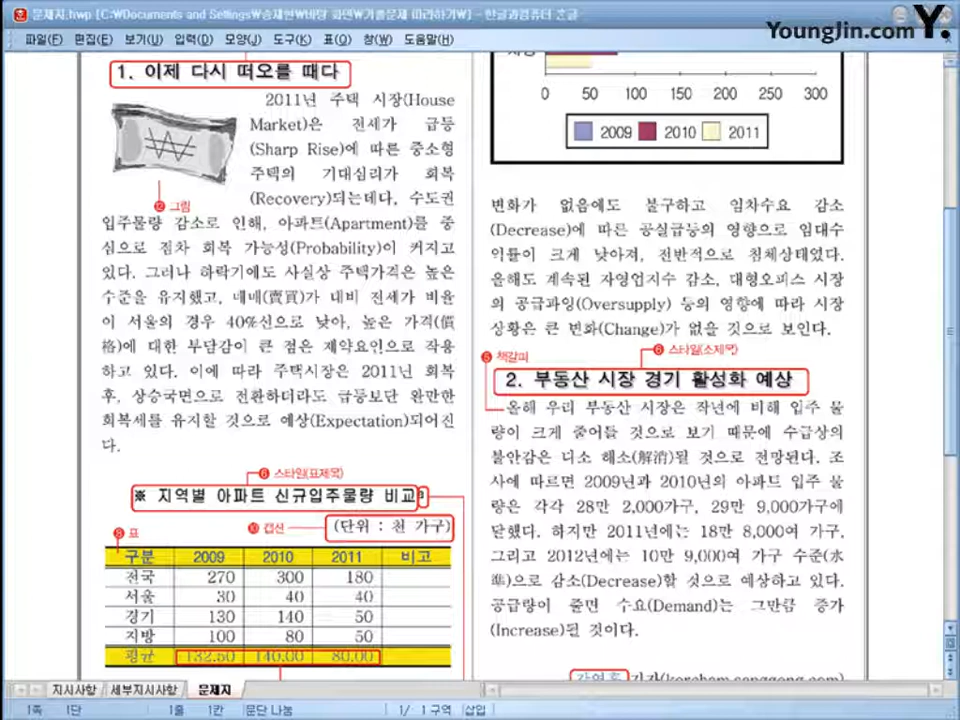 문제지.hwp [C:₩Documents and Settings₩승제현₩바탕 화면₩기출문제 따라하기₩] - 한글과컴퓨터 한글
YoungJin.com Y.
파일(F) 편집(E) 보기(U) 입력(D) 모양(J) 도구(K) 표(Q) 창(W) 도움말(H)
1. 이제 다시 떠오를 때다
2011년 주택 시장(House
Market)은 전세가 급등
(Sharp Rise)에 따른 중소형
주택의 기대심리가 회복
(Recovery)되는데다, 수도권
⑫ 그림
입주물량 감소로 인해, 아파트(Apartment)를 중
심으로 점차 회복 가능성(Probability)이 커지고
있다. 그러나 하락기에도 사실상 주택가격은 높은
수준을 유지했고, 매매(賣買)가 대비 전세가 비율
이 서울의 경우 40%선으로 낮아, 높은 가격(價
格)에 대한 부담감이 큰 점은 제약요인으로 작용
하고 있다. 이에 따라 주택시장은 2011년 회복
후, 상승국면으로 전환하더라도 급등보단 완만한
회복세를 유지할 것으로 예상(Expectation)되어진
다.
⑥ 스타일(표제목)
※ 지역별 아파트 신규입주물량 비교
⑩ 캡션
(단위 : 천 가구)
⑧ 표
구분 2009 2010 2011 비고
전국 270 300 180
서울 30 40 40
경기 130 140 50
지방 100 80 50
평균 132.50 140.00 80.00
0 50 100 150 200 250 300
2009 2010 2011
변화가 없음에도 불구하고 임차수요 감소
(Decrease)에 따른 공실급등의 영향으로 임대수
익률이 크게 낮아져, 전반적으로 침체상태였다.
올해도 계속된 자영업지수 감소, 대형오피스 시장
의 공급과잉(Oversupply) 등의 영향에 따라 시장
상황은 큰 변화(Change)가 없을 것으로 보인다.
⑤ 책갈피
⑥ 스타일(소제목)
2. 부동산 시장 경기 활성화 예상
올해 우리 부동산 시장은 작년에 비해 입주 물
량이 크게 줄어들 것으로 보기 때문에 수급상의
불안감은 다소 해소(解消)될 것으로 전망된다. 조
사에 따르면 2009년과 2010년의 아파트 입주 물
량은 각각 28만 2,000가구, 29만 9,000가구에
달했다. 하지만 2011년에는 18만 8,000여 가구,
그리고 2012년에는 10만 9,000여 가구 수준(水
準)으로 감소(Decrease)할 것으로 예상하고 있다.
공급량이 줄면 수요(Demand)는 그만큼 증가
(Increase)될 것이다.
지시사항 세부지시사항 문제지
1쪽 1단 1줄 1칸 문단 나눔 1/ 1 구역 삽입